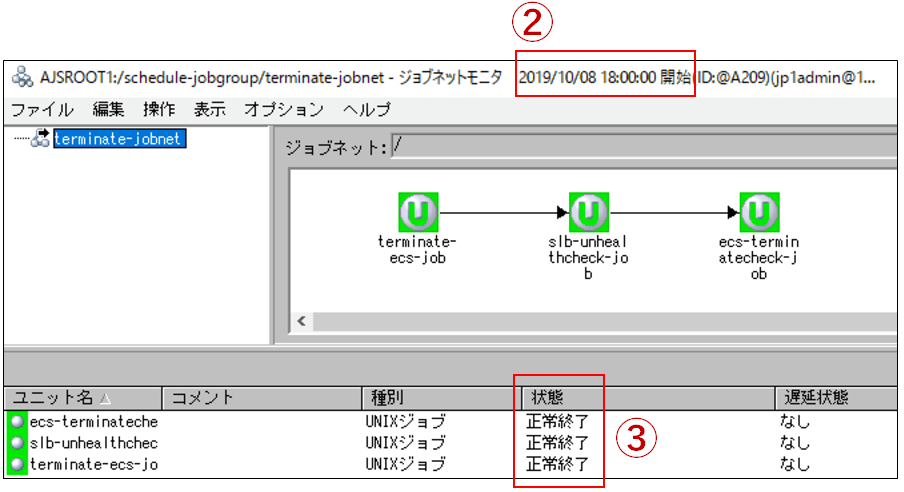 ②
AJSROOT1:/schedule-jobgroup/terminate-jobnet - ジョブネットモニタ 2019/10/08 18:00:00 開始(ID:@A209)(jp1admin@1...
ファイル 編集 操作 表示 オプション ヘルプ
terminate-jobnet
ジョブネット: /
terminate-
ecs-job
slb-unheal
thcheck-jo
b
ecs-termin
atecheck-j
ob
ユニット名 コメント 種別 状態 遅延状態
ecs-terminateche UNIXジョブ 正常終了 なし
slb-unhealthchec UNIXジョブ 正常終了 なし
terminate-ecs-jo UNIXジョブ 正常終了 なし
③